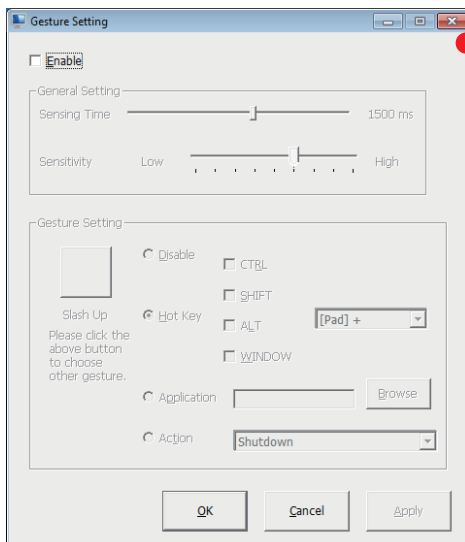 Gesture Setting
Enable
General Setting
Sensing Time 1500 ms
Sensitivity Low High
Gesture Setting
Disable
CTRL
SHIFT
Slash Up
Hot Key
ALT
[Pad] +
Please click the
above button
to choose
other gesture.
WINDOW
Application Browse
Action Shutdown
OK Cancel Apply